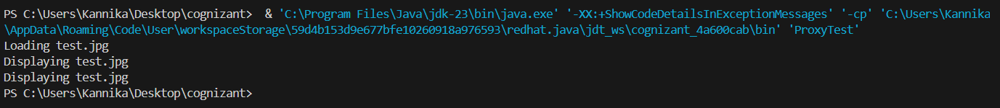 PS C:\Users\Kannika\Desktop\cognizant>  & 'C:\Program Files\Java\jdk-23\bin\java.exe' '-XX:+ShowCodeDetailsInExceptionMessages' '-cp' 'C:\Users\Kannika
\AppData\Roaming\Code\User\workspaceStorage\59d4b153d9e677bfe10260918a976593\redhat.java\jdt_ws\cognizant_4a600cab\bin' 'ProxyTest'
Loading test.jpg
Displaying test.jpg
Displaying test.jpg
PS C:\Users\Kannika\Desktop\cognizant>